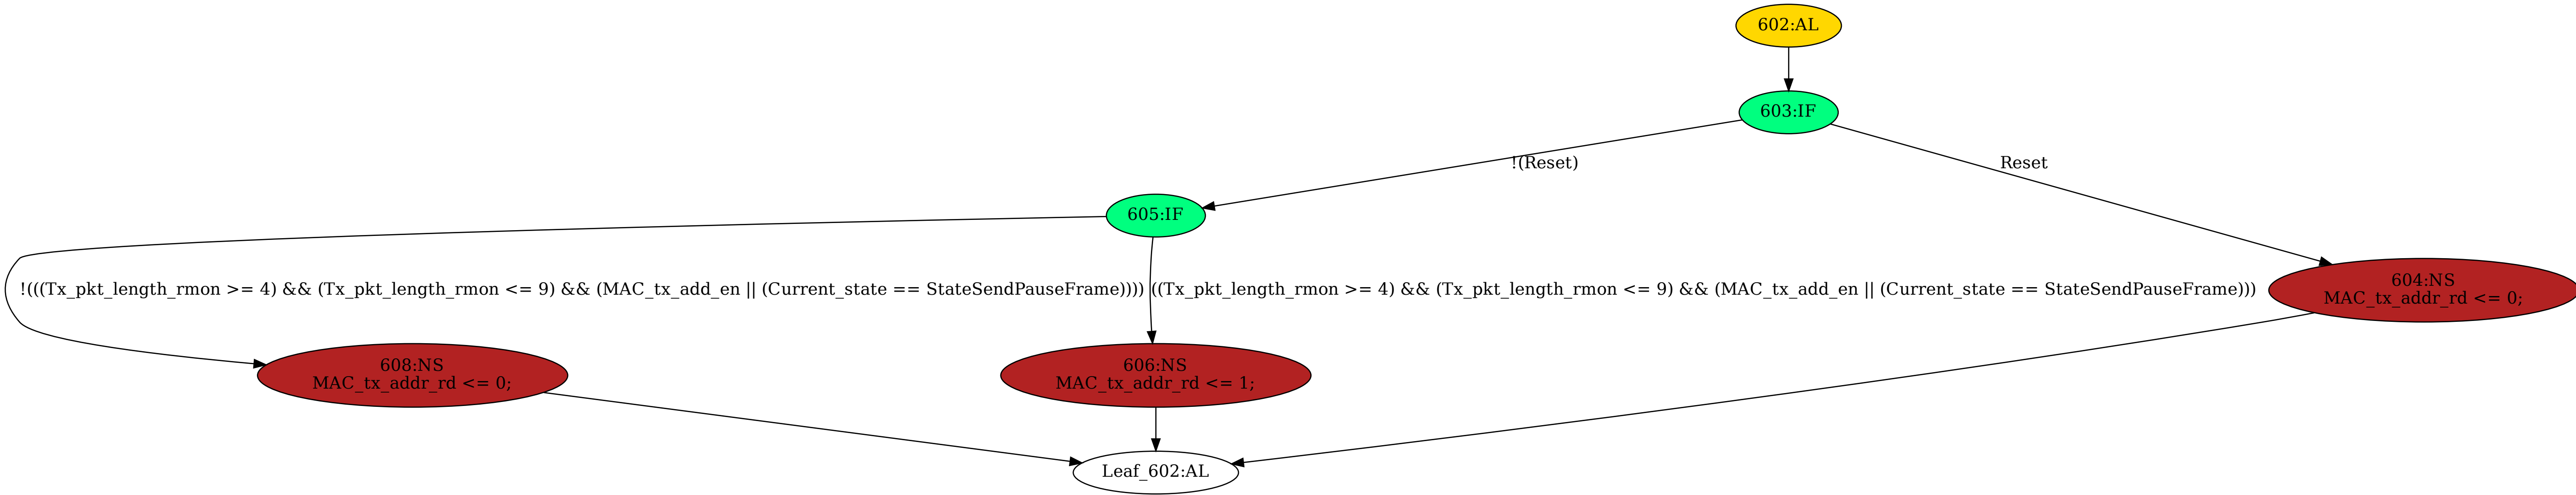 602:AL
603:IF
!(Reset)
Reset
605:IF
!(((Tx_pkt_length_rmon >= 4) && (Tx_pkt_length_rmon <= 9) && (MAC_tx_add_en || (Current_state == StateSendPauseFrame))))
((Tx_pkt_length_rmon >= 4) && (Tx_pkt_length_rmon <= 9) && (MAC_tx_add_en || (Current_state == StateSendPauseFrame)))
604:NS
MAC_tx_addr_rd <= 0;
608:NS
MAC_tx_addr_rd <= 0;
606:NS
MAC_tx_addr_rd <= 1;
Leaf_602:AL